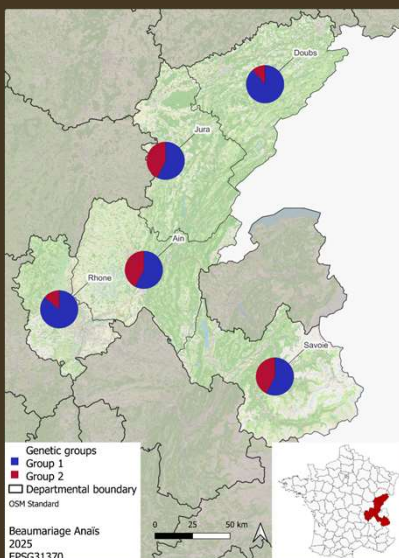 Doubs
Jura
Ain
Rhone
Savoie
Genetic groups
Group 1
Group 2
Departmental boundary
OSM Standard
Beaumariage Anaïs
2025
EPSG31370
0 25 50 km